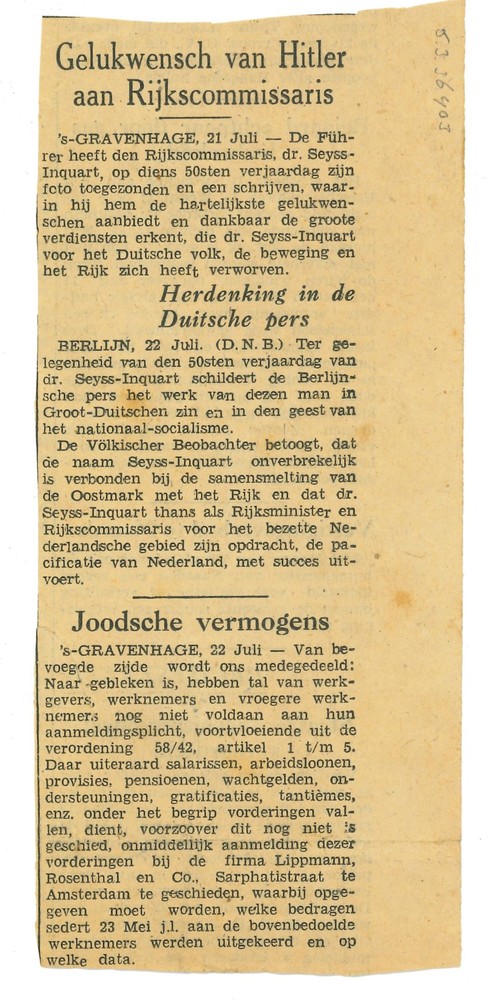 Gelukwensch van Hitler
aan Rijkscommissaris
's-GRAVENHAGE, 21 Juli — De Füh-
rer heeft den Rijkscommissaris, dr. Seyss-
Inquart, op diens 50sten verjaardag zijn
foto toegezonden en een schrijven, waar-
in hij hem de hartelijkste gelukwen-
schen aanbiedt en dankbaar de groote
verdiensten erkent, die dr. Seyss-Inquart
voor het Duitsche volk, de beweging en
het Rijk zich heeft verworven.
Herdenking in de
Duitsche pers
BERLIJN, 22 Juli. (D.N.B.) Ter ge-
legenheid van den 50sten verjaardag van
dr. Seyss-Inquart schildert de Berlijn-
sche pers het werk van dezen man in
Groot-Duitschen zin en in den geest van
het nationaal-socialisme.
De Völkischer Beobachter betoogt, dat
de naam Seyss-Inquart onverbrekelijk
is verbonden bij de samensmelting van
de Oostmark met het Rijk en dat dr.
Seyss-Inquart thans als Rijksminister en
Rijkscommissaris voor het bezette Ne-
derlandsche gebied zijn opdracht, de pa-
cificatie van Nederland, met succes uit-
voert.
Joodsche vermogens
's-GRAVENHAGE, 22 Juli — Van be-
voegde zijde wordt ons medegedeeld:
Naar gebleken is, hebben tal van werk-
gevers, werknemers en vroegere werk-
nemers nog niet voldaan aan hun
aanmeldingsplicht, voortvloeiende uit de
verordening 58/42, artikel 1 t/m 5.
Daar uiteraard salarissen, arbeidsloonen,
provisies, pensioenen, wachtgelden, on-
dersteuningen, gratificaties, tantièmes,
enz. onder het begrip vorderingen val-
len, dient, voorzoover dit nog niet is
geschied, onmiddellijk aanmelding dezer
vorderingen bij de firma Lippmann,
Rosenthal en Co., Sarphatistraat te
Amsterdam te geschieden, waarbij opge-
geven moet worden, welke bedragen
sedert 23 Mei j.l. aan de bovenbedoelde
werknemers werden uitgekeerd en op
welke data.